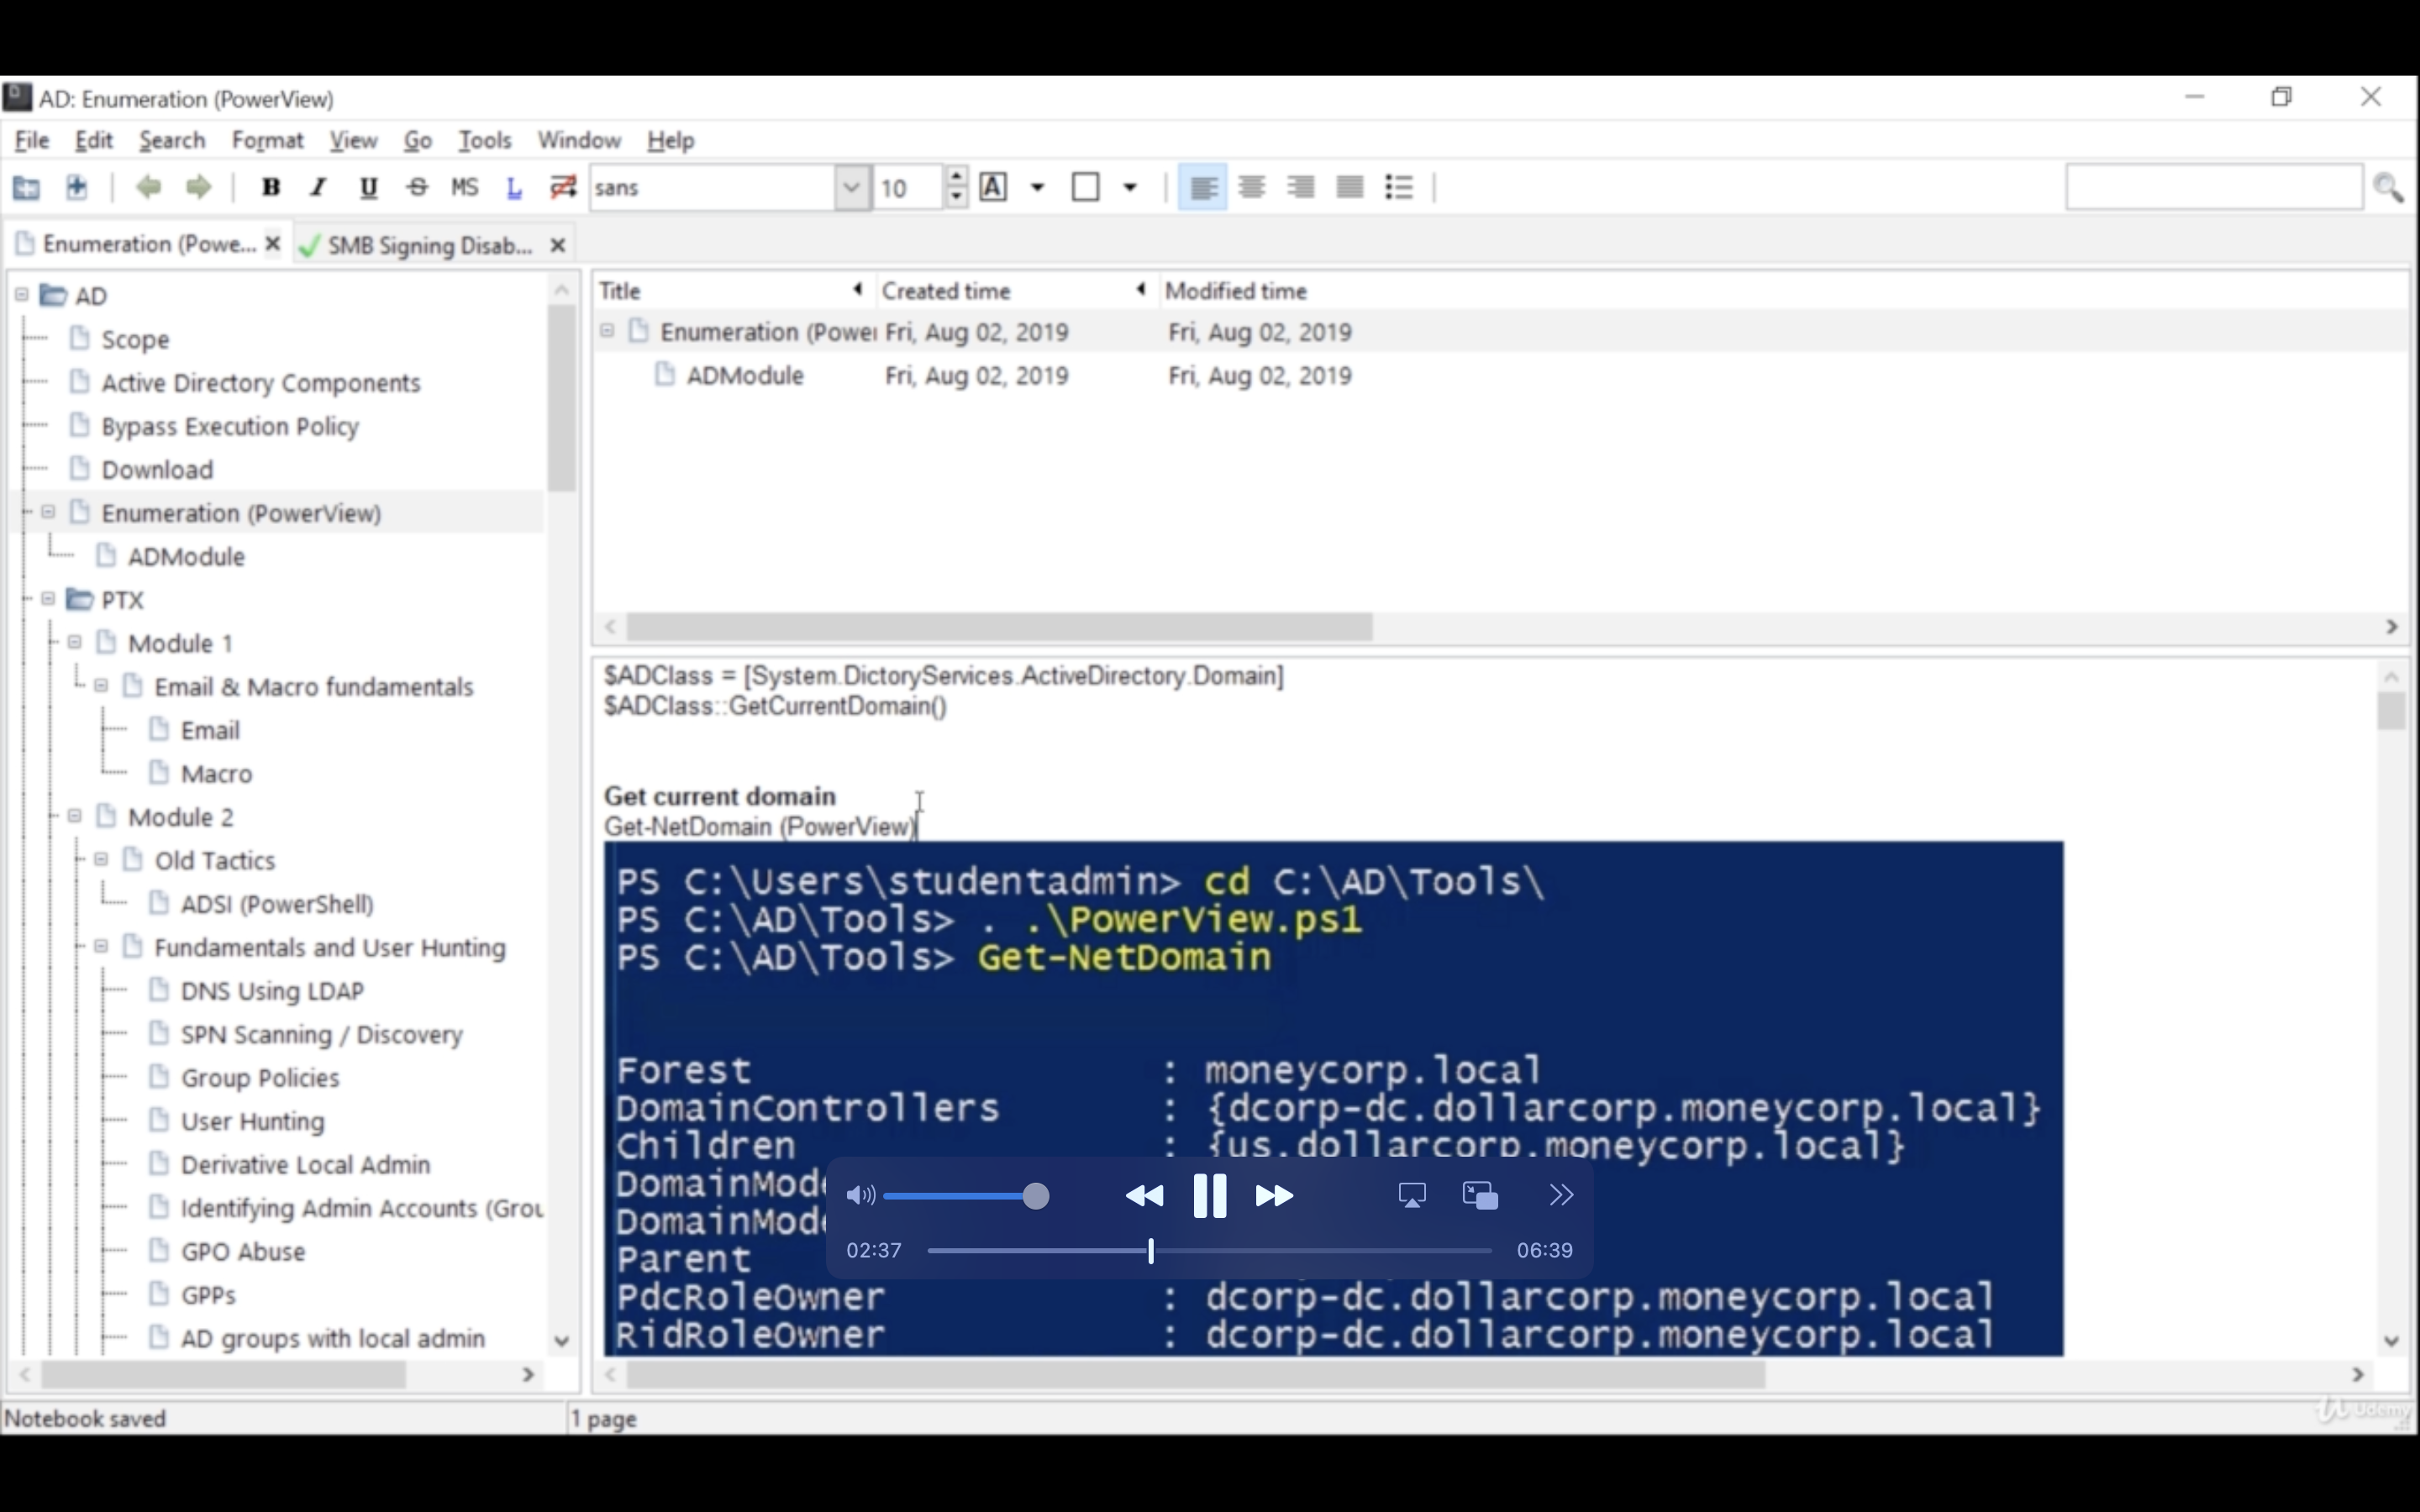 AD: Enumeration (PowerView)
File Edit Search Format View Go Tools Window Help
B I U S MS L sans 10 A
Enumeration (Powe... SMB Signing Disab...
AD
Scope
Active Directory Components
Bypass Execution Policy
Download
Enumeration (PowerView)
ADModule
PTX
Module 1
Email & Macro fundamentals
Email
Macro
Module 2
Old Tactics
ADSI (PowerShell)
Fundamentals and User Hunting
DNS Using LDAP
SPN Scanning / Discovery
Group Policies
User Hunting
Derivative Local Admin
Identifying Admin Accounts (Grou
GPO Abuse
GPPs
AD groups with local admin
Title Created time Modified time
Enumeration (Power Fri, Aug 02, 2019 Fri, Aug 02, 2019
ADModule Fri, Aug 02, 2019 Fri, Aug 02, 2019
$ADClass = [System.DictoryServices.ActiveDirectory.Domain]
$ADClass::GetCurrentDomain()
Get current domain
Get-NetDomain (PowerView)
PS C:\Users\studentadmin> cd C:\AD\Tools\
PS C:\AD\Tools> . .\PowerView.ps1
PS C:\AD\Tools> Get-NetDomain
Forest : moneycorp.local
DomainControllers : {dcorp-dc.dollarcorp.moneycorp.local}
Children : {us.dollarcorp.moneycorp.local}
DomainMode
DomainMode
Parent
PdcRoleOwner : dcorp-dc.dollarcorp.moneycorp.local
RidRoleOwner : dcorp-dc.dollarcorp.moneycorp.local
02:37 06:39
Notebook saved 1 page
Udemy